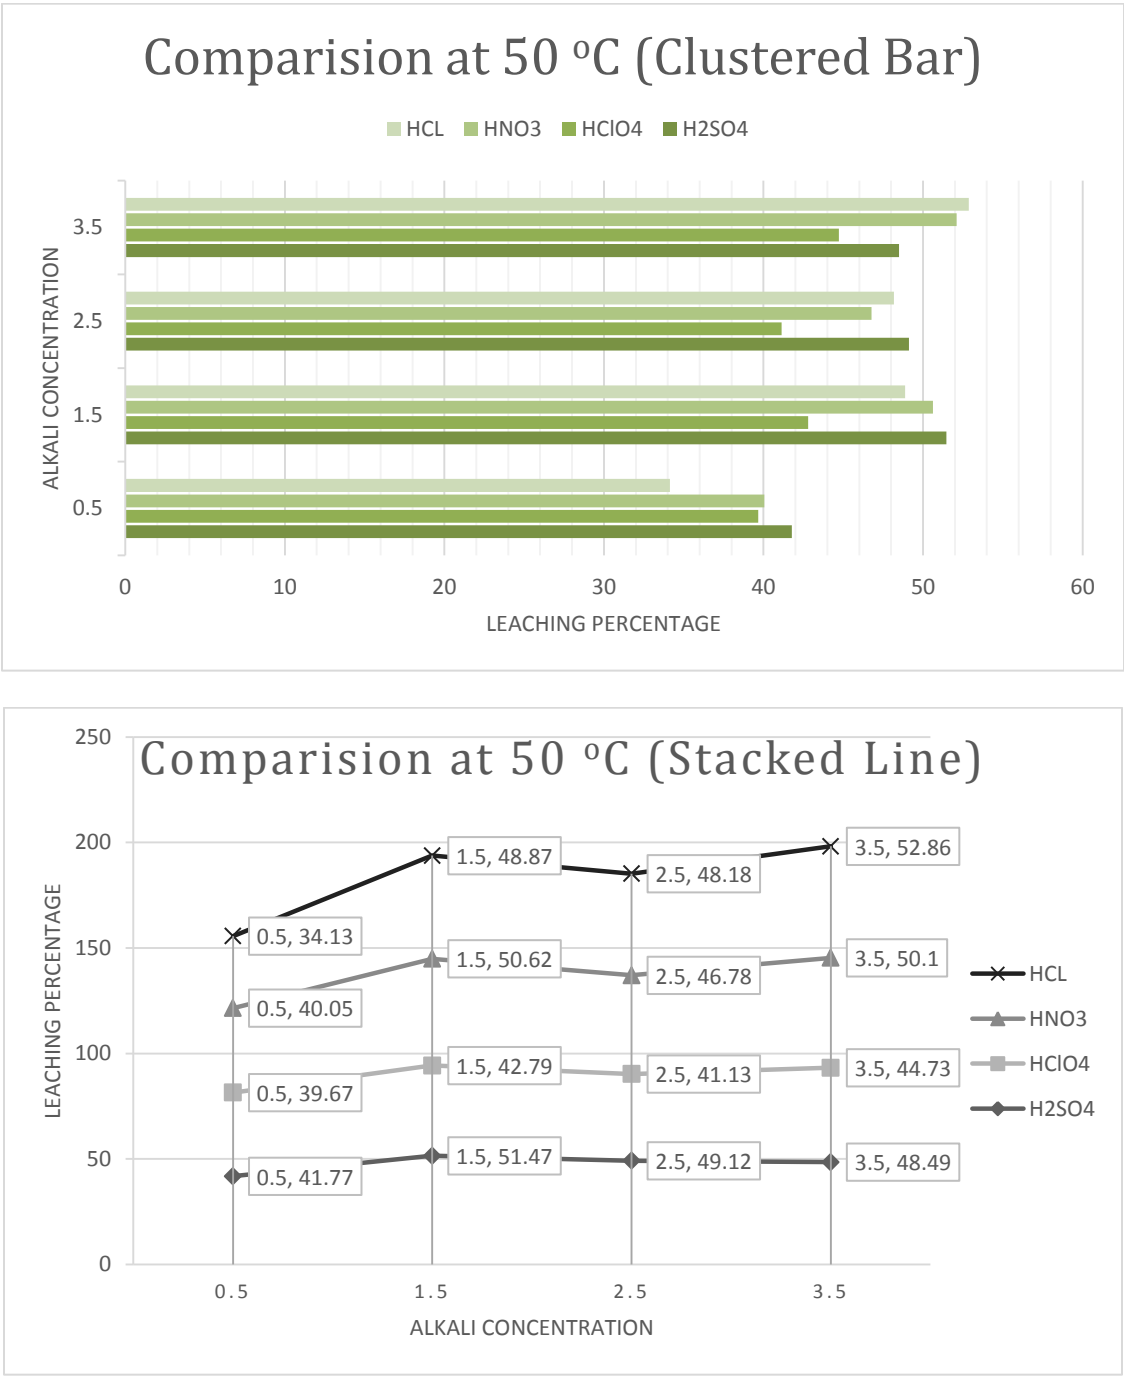 Comparision at 50 ⁰C (Clustered Bar)
HCL HNO3 HClO4 H2SO4
ALKALI CONCENTRATION
3.5
2.5
1.5
0.5
0 10 20 30 40 50 60
LEACHING PERCENTAGE
Comparision at 50 ⁰C (Stacked Line)
LEACHING PERCENTAGE
250
200
150
100
50
0
1.5, 48.87
3.5, 52.86
2.5, 48.18
0.5, 34.13
1.5, 50.62
3.5, 50.1
2.5, 46.78
0.5, 40.05
1.5, 42.79
3.5, 44.73
2.5, 41.13
0.5, 39.67
1.5, 51.47
2.5, 49.12
3.5, 48.49
0.5, 41.77
HCL
HNO3
HClO4
H2SO4
0.5 1.5 2.5 3.5
ALKALI CONCENTRATION